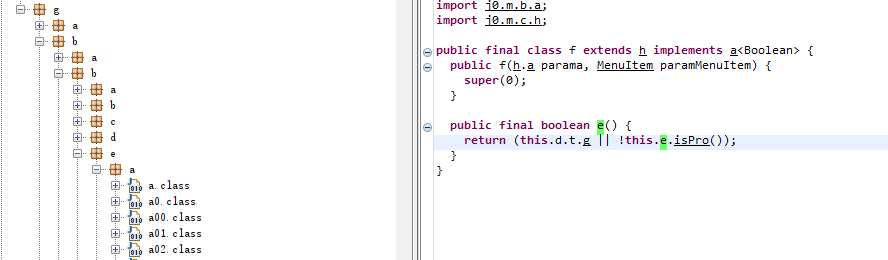 g
a
b
a
b
a
b
c
d
e
a
a.class
a0.class
a00.class
a01.class
a02.class
import j0.m.b.a;
import j0.m.c.h;
public final class f extends h implements a<Boolean> {
public f(h.a parama, MenuItem paramMenuItem) {
super(0);
}
public final boolean e() {
return (this.d.t.g || !this.e.isPro());
}
}